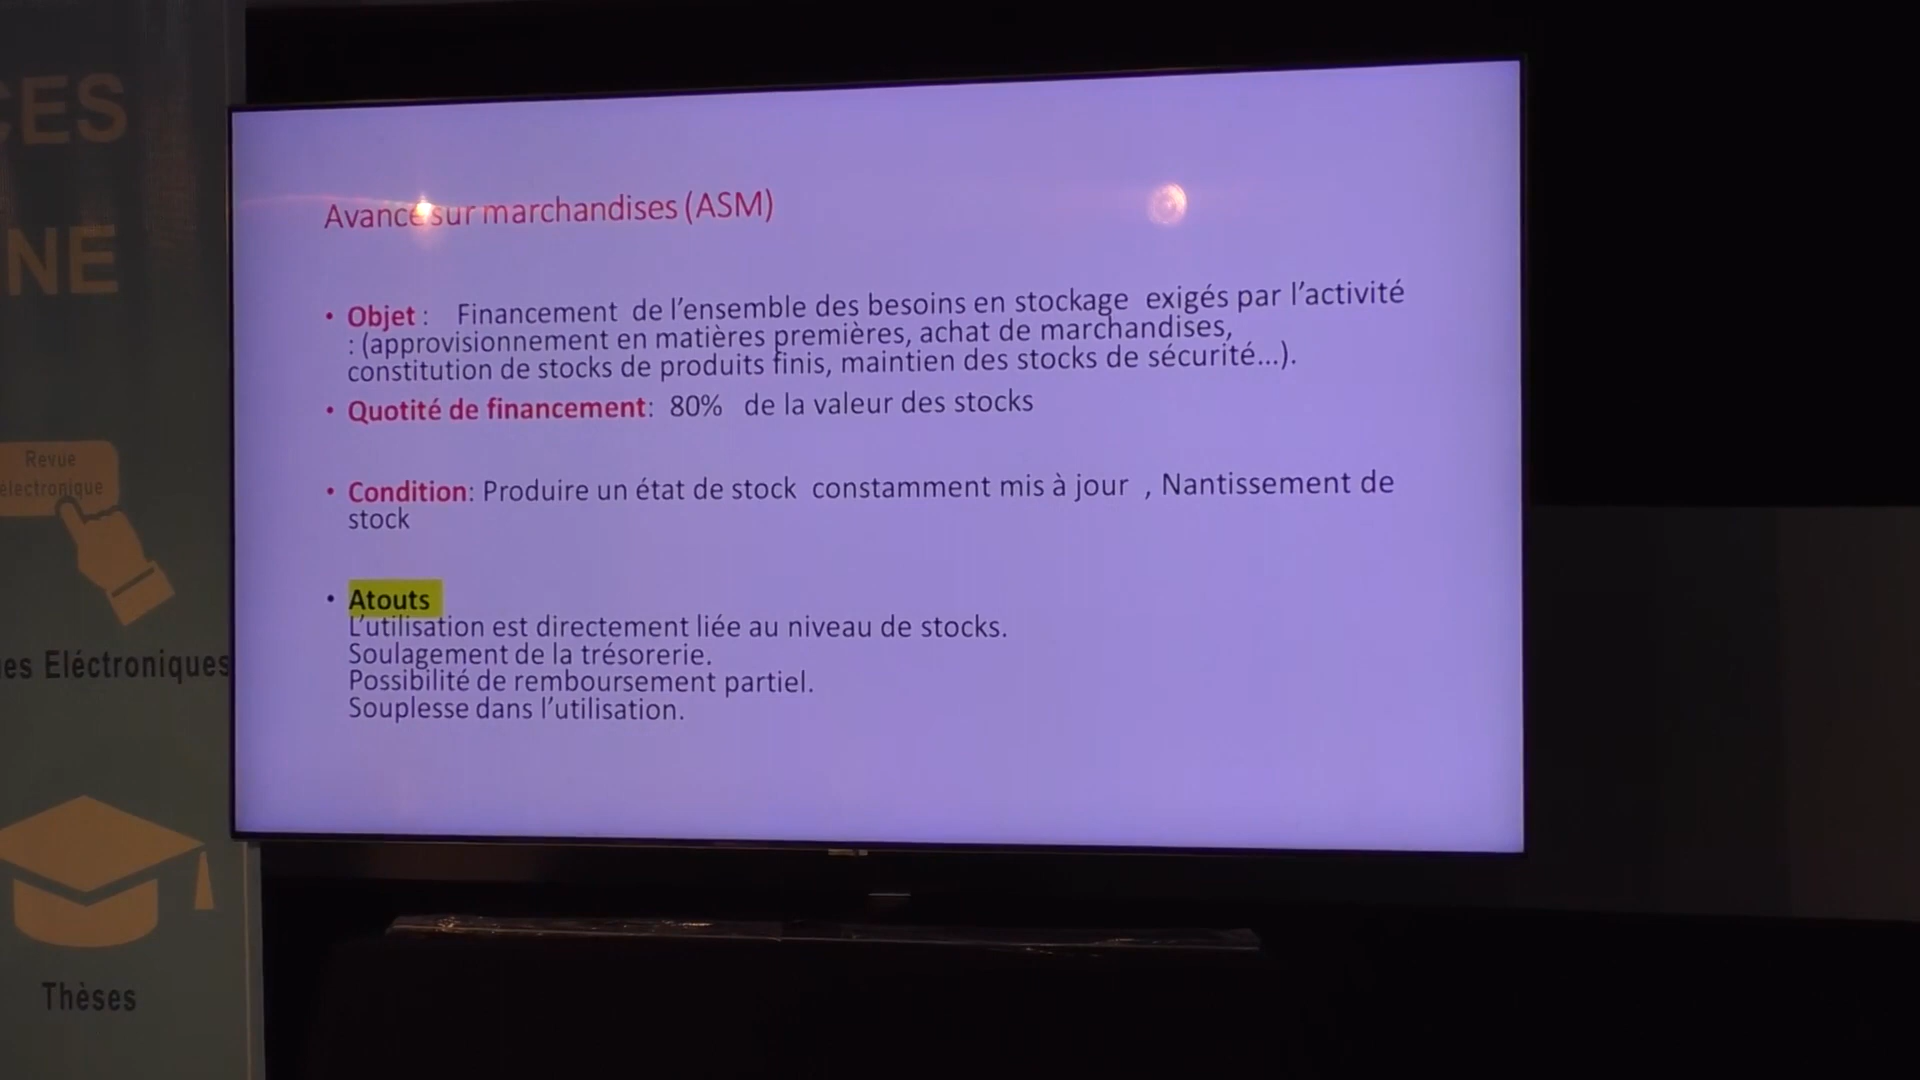 ES
NE
Revue
électronique
es Eléctroniques
Thèses
Avance sur marchandises (ASM)
• Objet : Financement de l'ensemble des besoins en stockage exigés par l'activité
: (approvisionnement en matières premières, achat de marchandises,
constitution de stocks de produits finis, maintien des stocks de sécurité...).
• Quotité de financement: 80% de la valeur des stocks
• Condition: Produire un état de stock constamment mis à jour , Nantissement de
stock
• Atouts
L'utilisation est directement liée au niveau de stocks.
Soulagement de la trésorerie.
Possibilité de remboursement partiel.
Souplesse dans l'utilisation.